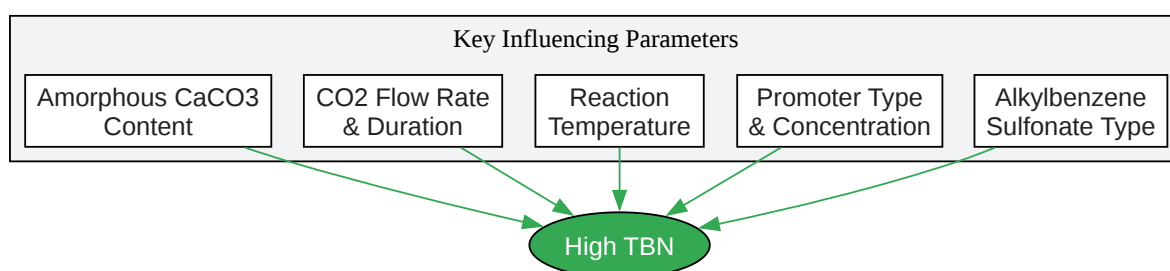 Key Influencing Parameters
Amorphous CaCO3
Content
CO2 Flow Rate
& Duration
Reaction
Temperature
Promoter Type
& Concentration
Alkylbenzene
Sulfonate Type
High TBN